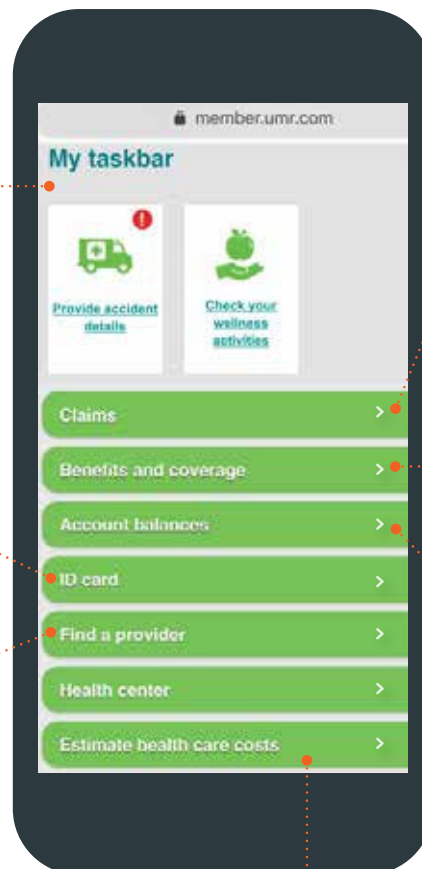 member.umr.com
My taskbar
!
Provide accident
details
Check your
wellness
activities
Claims
Benefits and coverage
Account balances
ID card
Find a provider
Health center
Estimate health care costs